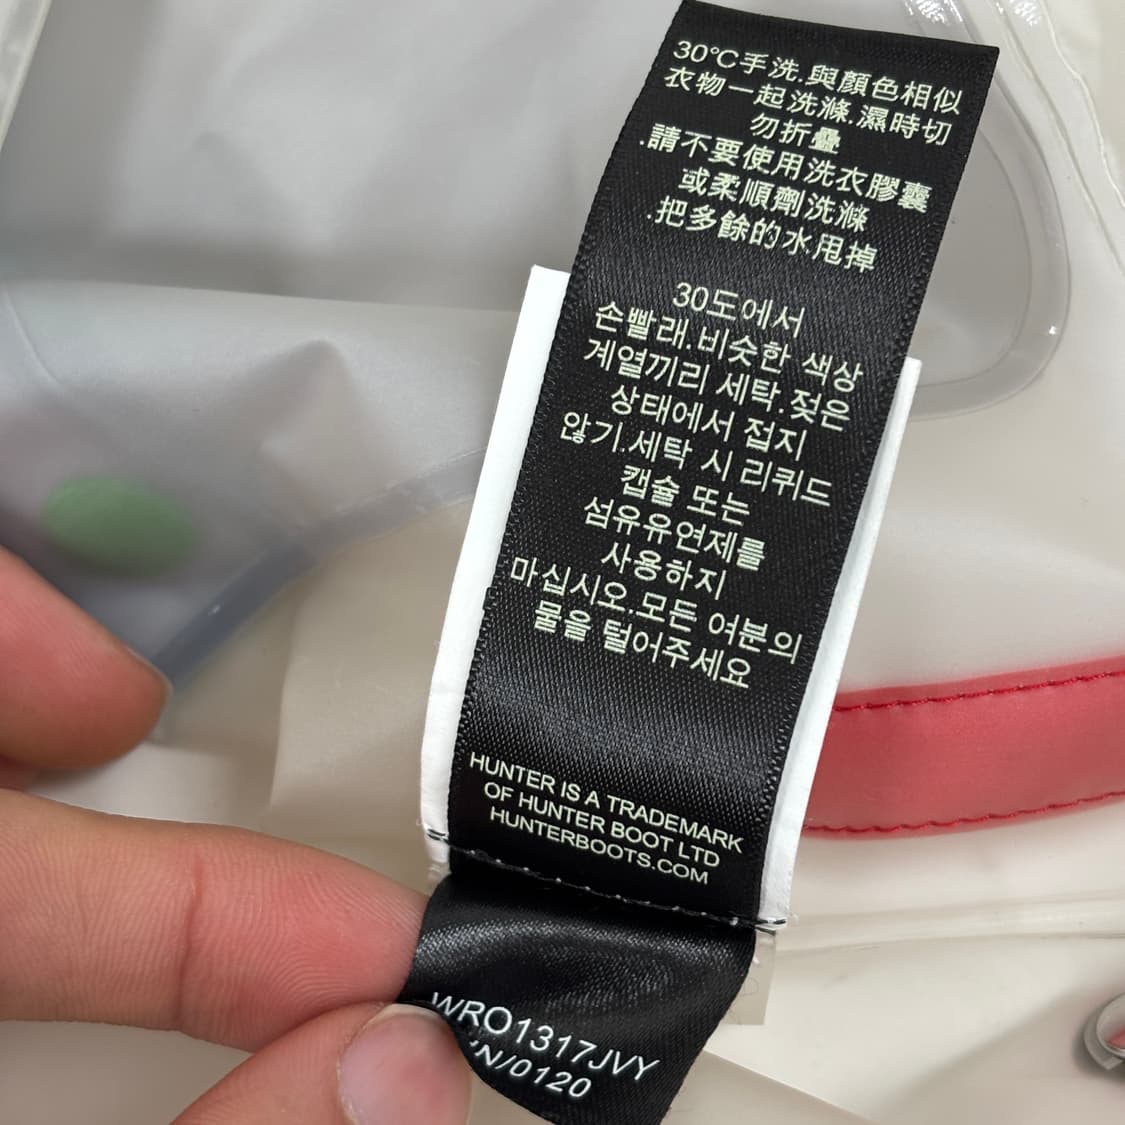 30°C手洗.與顏色相似
衣物一起洗滌.濕時切
勿折疊
.請不要使用洗衣膠囊
或柔順劑洗滌
.把多餘的水甩掉
30도에서
손빨래.비슷한 색상
계열끼리 세탁.젖은
상태에서 접지
않기.세탁 시 리퀴드
캡슐 또는
섬유유연제를
사용하지
마십시오.모든 여분의
물을 털어주세요
HUNTER IS A TRADEMARK
OF HUNTER BOOT LTD
HUNTERBOOTS.COM
WRO1317JVY
/0120